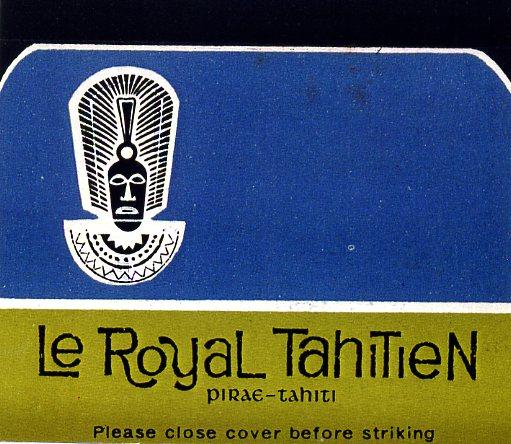 Le Royal Tahitien
Pirae-Tahiti
Please close cover before striking